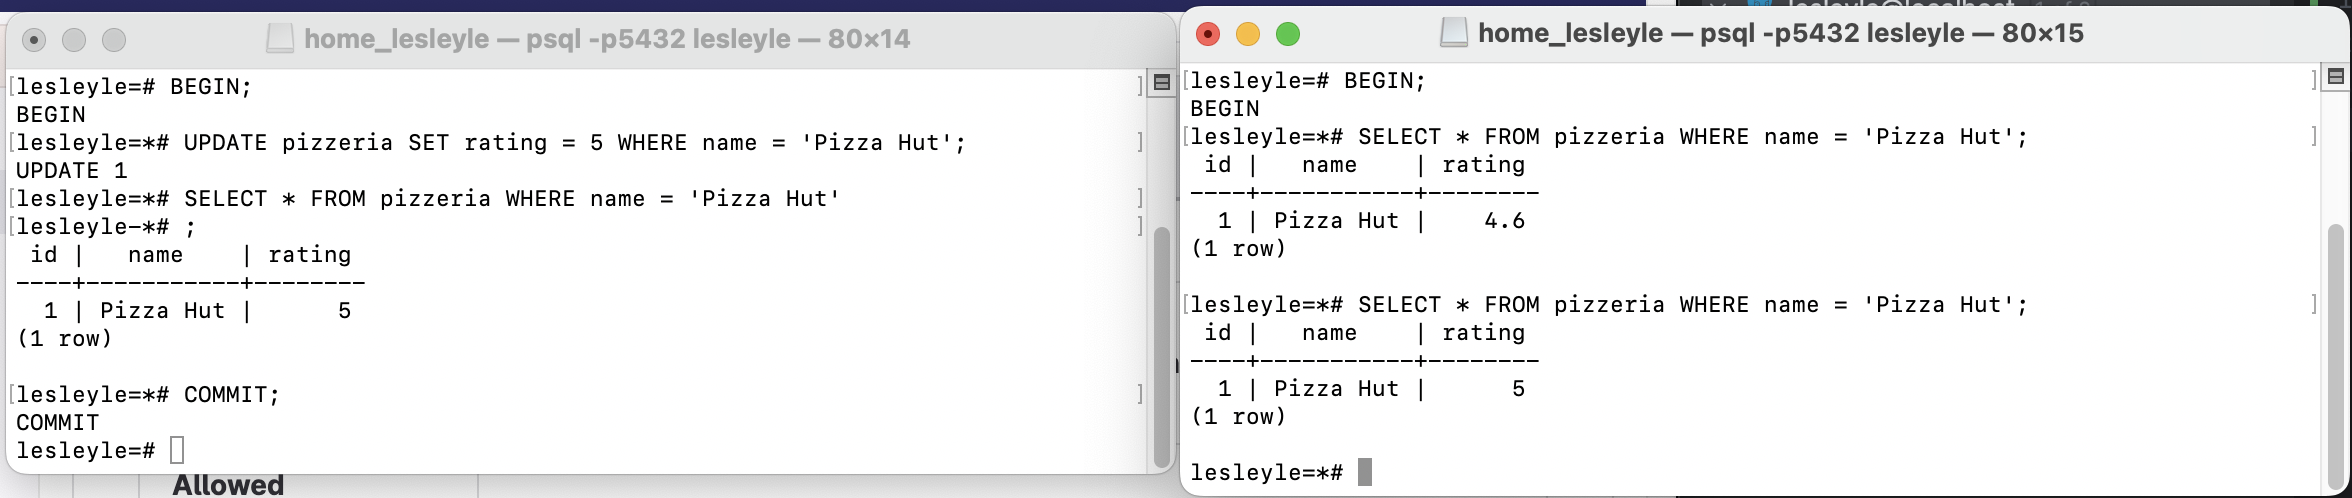 home_lesleyle — psql -p5432 lesleyle — 80×14
[lesleyle=# BEGIN; ]
BEGIN
[lesleyle=*# UPDATE pizzeria SET rating = 5 WHERE name = 'Pizza Hut'; ]
UPDATE 1
[lesleyle=*# SELECT * FROM pizzeria WHERE name = 'Pizza Hut' ]
[lesleyle-*# ; ]
 id |   name    | rating
----+-----------+--------
  1 | Pizza Hut |      5
(1 row)
[lesleyle=*# COMMIT; ]
COMMIT
lesleyle=#
Allowed
home_lesleyle — psql -p5432 lesleyle — 80×15
[lesleyle=# BEGIN; ]
BEGIN
[lesleyle=*# SELECT * FROM pizzeria WHERE name = 'Pizza Hut'; ]
 id |   name    | rating
----+-----------+--------
  1 | Pizza Hut |    4.6
(1 row)
[lesleyle=*# SELECT * FROM pizzeria WHERE name = 'Pizza Hut'; ]
 id |   name    | rating
----+-----------+--------
  1 | Pizza Hut |      5
(1 row)
lesleyle=*#